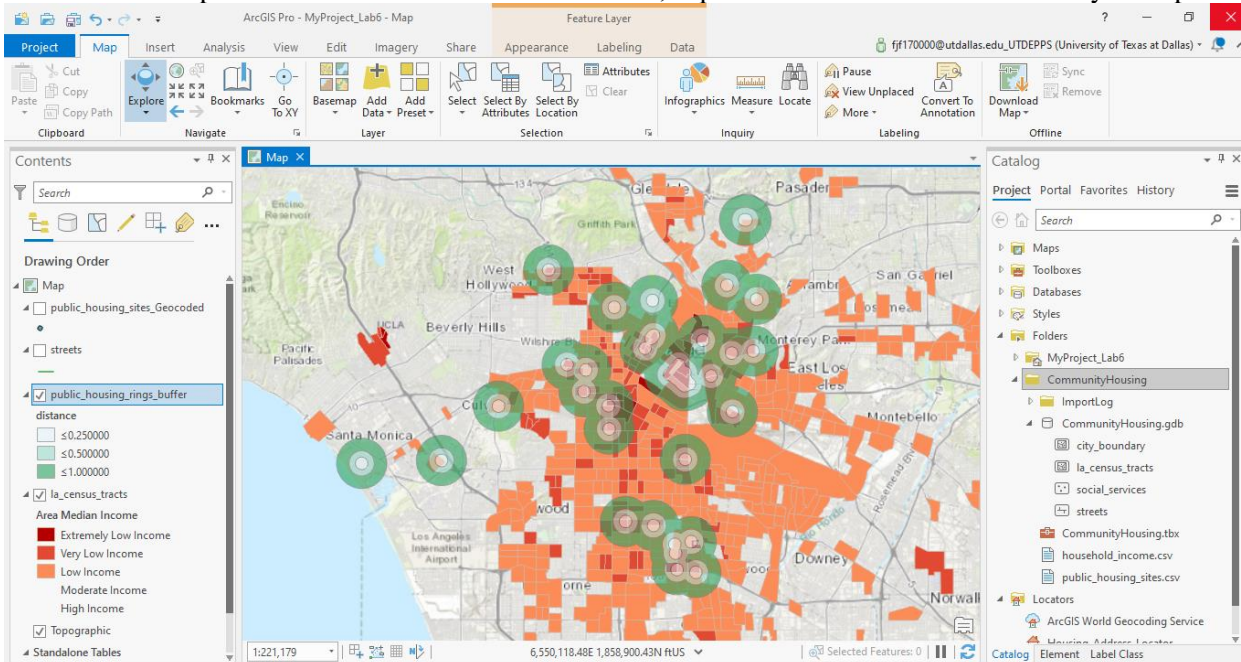 ArcGIS Pro - MyProject_Lab6 - Map
Feature Layer
?
Project Map Insert Analysis View Edit Imagery Share Appearance Labeling Data
fjf170000@utdallas.edu_UTDEPPS (University of Texas at Dallas)
Paste
Cut
Copy
Copy Path
Clipboard
Explore
Bookmarks
Go To XY
Navigate
Basemap
Add Data
Add Preset
Layer
Select
Select By Attributes
Select By Location
Attributes
Clear
Selection
Infographics
Measure
Locate
Inquiry
Pause
View Unplaced
More
Convert To Annotation
Labeling
Download Map
Sync
Remove
Offline
Contents
Search
Drawing Order
Map
public_housing_sites_Geocoded
streets
public_housing_rings_buffer
distance
≤0.250000
≤0.500000
≤1.000000
la_census_tracts
Area Median Income
Extremely Low Income
Very Low Income
Low Income
Moderate Income
High Income
Topographic
Standalone Tables
Map
Encino Reservoir
134
Griffith Park
West Hollywood
UCLA
Beverly Hills
Pacific Palisades
Santa Monica
Monterey
East Los
Montebello
Rosemead Blvd
Los Angeles International Airport
Downey
1:221,179
6,550,118.48E 1,858,900.43N ftUS
Selected Features: 0
Catalog
Project Portal Favorites History
Search
Maps
Toolboxes
Databases
Styles
Folders
MyProject_Lab6
CommunityHousing
ImportLog
CommunityHousing.gdb
city_boundary
la_census_tracts
social_services
streets
CommunityHousing.tbx
household_income.csv
public_housing_sites.csv
Locators
ArcGIS World Geocoding Service
Housing_Address_Locator
Catalog Element Label Class